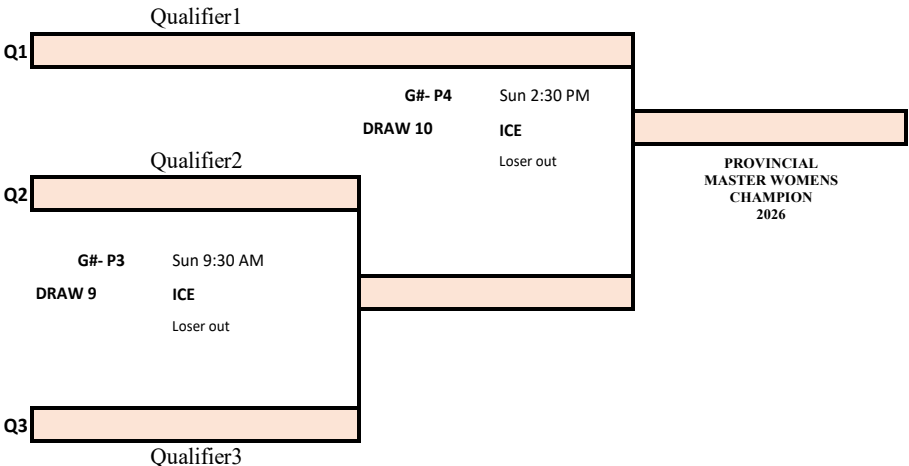 Qualifier1
Q1
G#- P4 Sun 2:30 PM
DRAW 10 ICE
Loser out
Qualifier2
Q2
PROVINCIAL
MASTER WOMENS
CHAMPION
2026
G#- P3 Sun 9:30 AM
DRAW 9 ICE
Loser out
Q3
Qualifier3